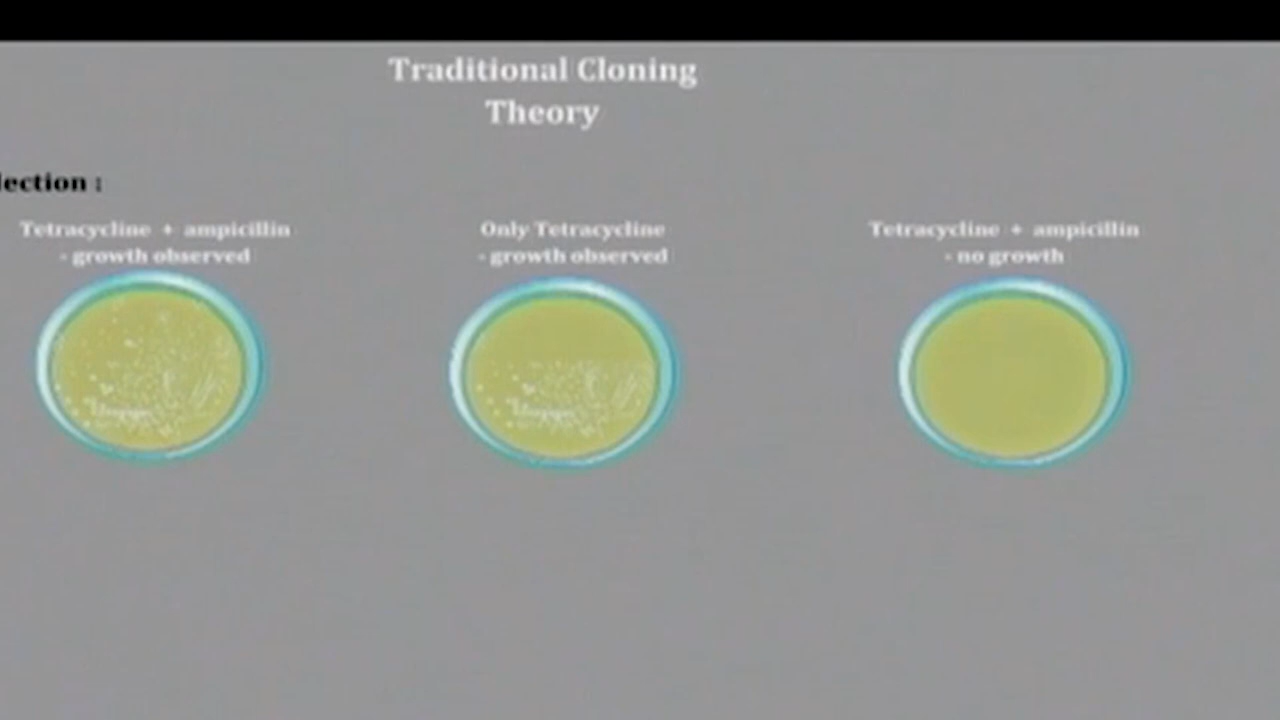 Traditional Cloning
Theory
lection :
Tetracycline + ampicillin
- growth observed
Only Tetracycline
- growth observed
Tetracycline + ampicillin
- no growth